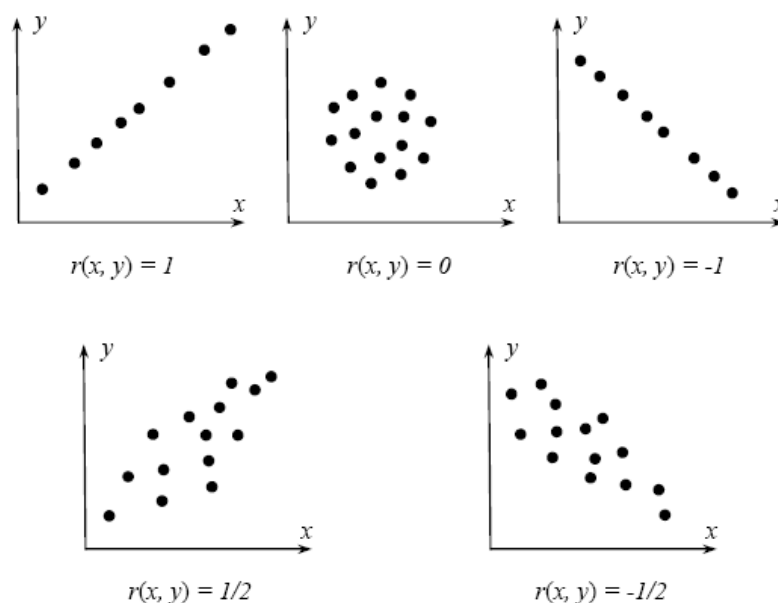 y y y
x x x
r(x, y) = 1 r(x, y) = 0 r(x, y) = -1
y y
x x
r(x, y) = 1/2 r(x, y) = -1/2